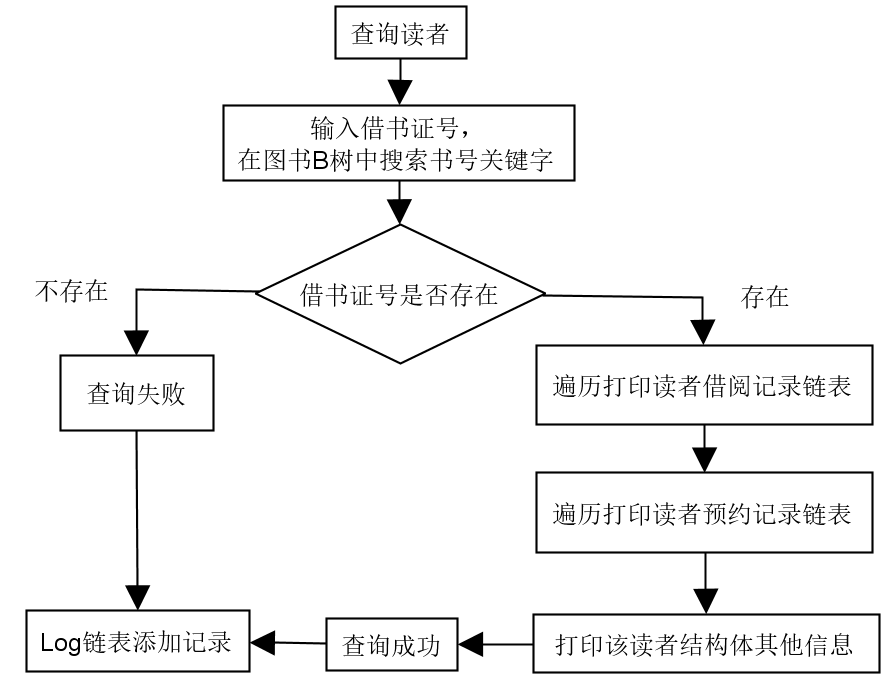 查询读者
输入借书证号，
在图书B树中搜索书号关键字
借书证号是否存在
不存在
存在
查询失败
遍历打印读者借阅记录链表
遍历打印读者预约记录链表
Log链表添加记录
查询成功
打印该读者结构体其他信息